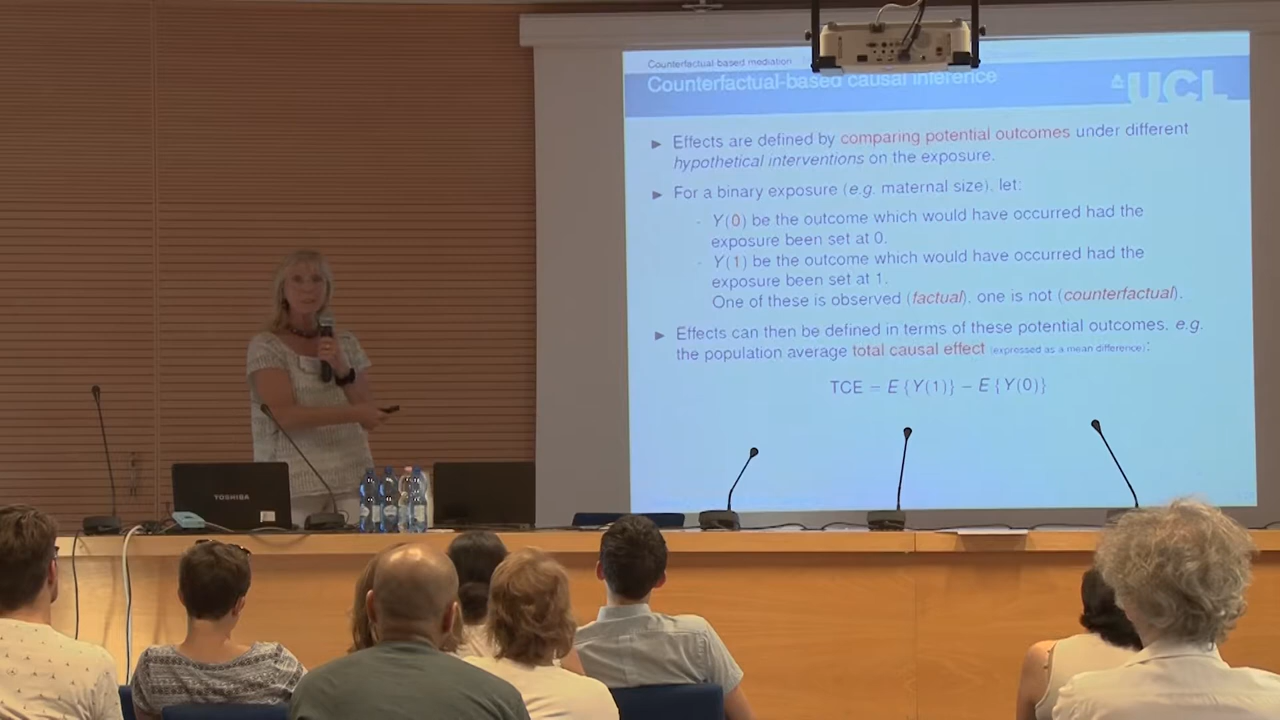 Counterfactual-based mediation
Counterfactual-based causal inference
UCL
► Effects are defined by comparing potential outcomes under different
hypothetical interventions on the exposure.
► For a binary exposure (e.g. maternal size), let:
- Y(0) be the outcome which would have occurred had the
exposure been set at 0.
- Y(1) be the outcome which would have occurred had the
exposure been set at 1.
One of these is observed (factual), one is not (counterfactual).
► Effects can then be defined in terms of these potential outcomes, e.g.
the population average total causal effect (expressed as a mean difference):
TCE = E {Y(1)} − E {Y(0)}
TOSHIBA